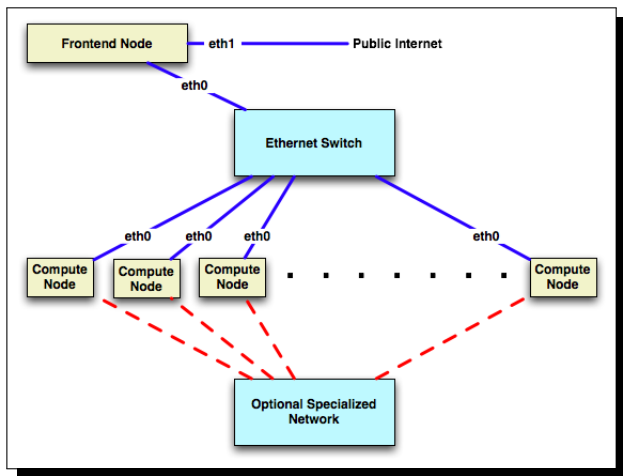 Frontend Node
eth1
Public Internet
eth0
Ethernet Switch
eth0
eth0
eth0
eth0
Compute
Node
Compute
Node
Compute
Node
Compute
Node
Optional Specialized
Network